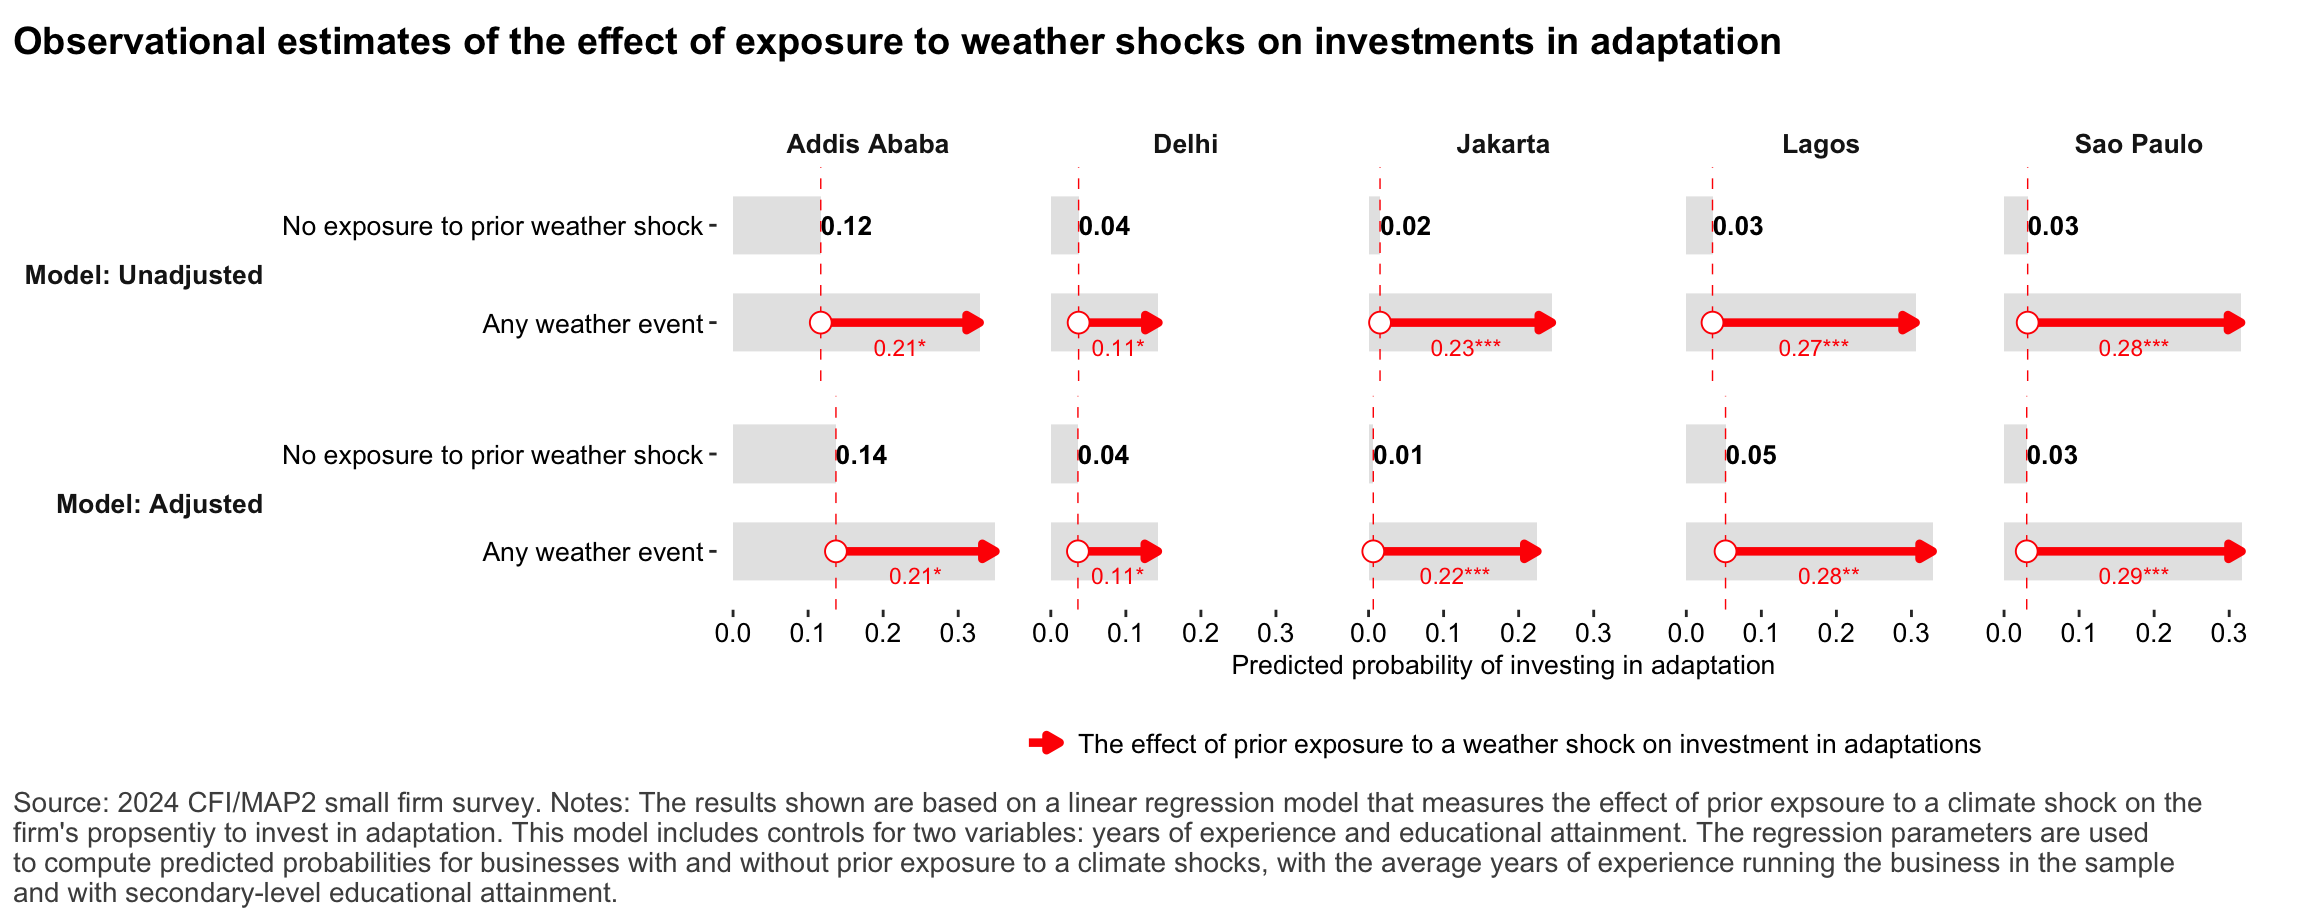 Observational estimates of the effect of exposure to weather shocks on investments in adaptation
Addis Ababa Delhi Jakarta Lagos Sao Paulo
Model: Unadjusted
No exposure to prior weather shock 0.12 0.04 0.02 0.03 0.03
Any weather event 0.21* 0.11* 0.23*** 0.27*** 0.28***
Model: Adjusted
No exposure to prior weather shock 0.14 0.04 0.01 0.05 0.03
Any weather event 0.21* 0.11* 0.22*** 0.28** 0.29***
0.0 0.1 0.2 0.3 0.0 0.1 0.2 0.3 0.0 0.1 0.2 0.3 0.0 0.1 0.2 0.3 0.0 0.1 0.2 0.3
Predicted probability of investing in adaptation
The effect of prior exposure to a weather shock on investment in adaptations
Source: 2024 CFI/MAP2 small firm survey. Notes: The results shown are based on a linear regression model that measures the effect of prior expsoure to a climate shock on the
firm's propsentiy to invest in adaptation. This model includes controls for two variables: years of experience and educational attainment. The regression parameters are used
to compute predicted probabilities for businesses with and without prior exposure to a climate shocks, with the average years of experience running the business in the sample
and with secondary-level educational attainment.